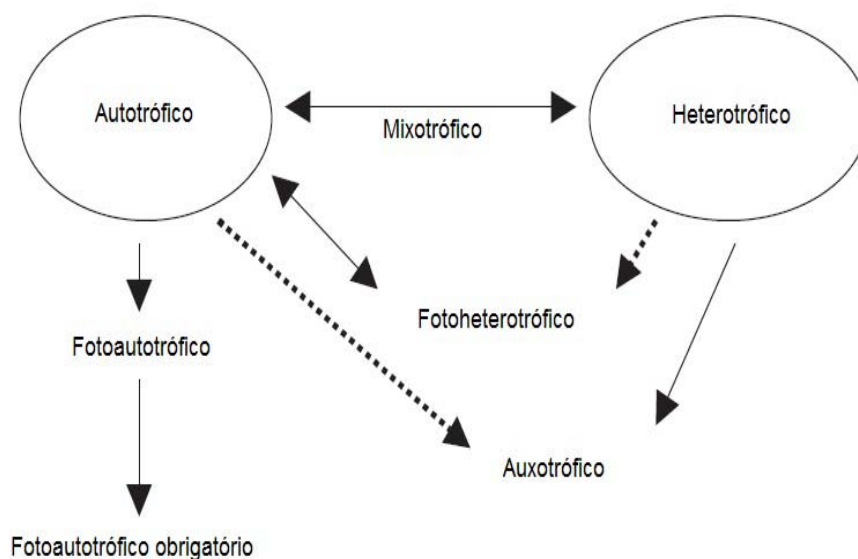 Autotrófico
Heterotrófico
Mixotrófico
Fotoheterotrófico
Fotoautotrófico
Auxotrófico
Fotoautotrófico obrigatório